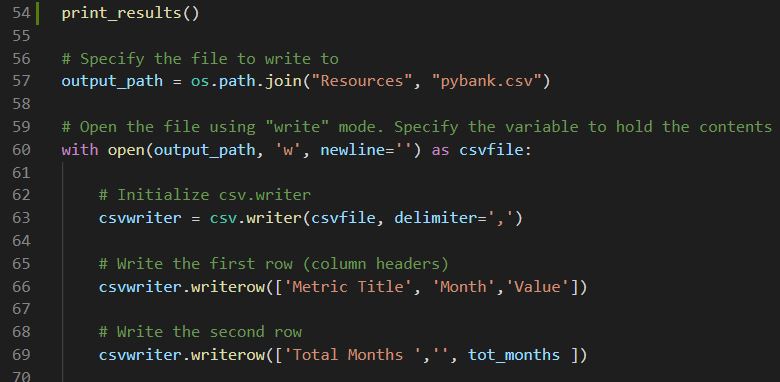 54 print_results()
55
56 # Specify the file to write to
57 output_path = os.path.join("Resources", "pybank.csv")
58
59 # Open the file using "write" mode. Specify the variable to hold the contents
60 with open(output_path, 'w', newline='') as csvfile:
61
62 # Initialize csv.writer
63 csvwriter = csv.writer(csvfile, delimiter=',')
64
65 # Write the first row (column headers)
66 csvwriter.writerow(['Metric Title', 'Month','Value'])
67
68 # Write the second row
69 csvwriter.writerow(['Total Months ','', tot_months ])
70